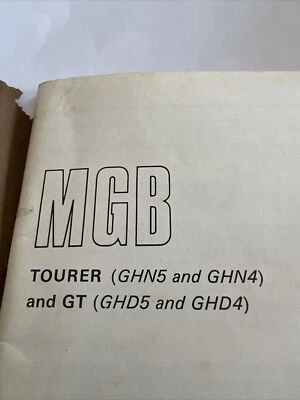 MGB
TOURER (GHN5 and GHN4)
and GT (GHD5 and GHD4)